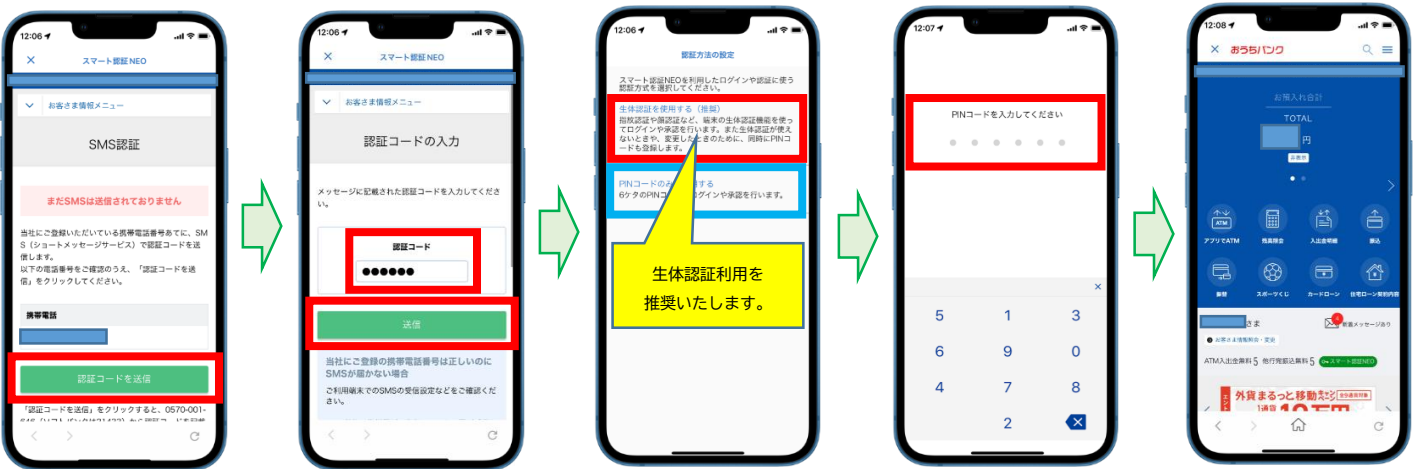 12:06
スマート認証NEO
お客さま情報メニュー
SMS認証
まだSMSは送信されておりません
当社にご登録いただいている携帯電話番号あてに、SM
S（ショートメッセージサービス）で認証コードを送
信します。
以下の電話番号をご確認のうえ、「認証コードを送
信」をクリックしてください。
携帯電話
認証コードを送信
「認証コードを送信」をクリックすると、0570-001-
12:06
スマート認証NEO
お客さま情報メニュー
認証コードの入力
メッセージに記載された認証コードを入力してくださ
い。
認証コード
●●●●●●
送信
当社にご登録の携帯電話番号は正しいのに
SMSが届かない場合
ご利用端末でのSMSの受信設定などをご確認くだ
さい。
12:06
認証方法の設定
スマート認証NEOを利用したログインや認証に使う
認証方式を選択してください。
生体認証を使用する（推奨）
指紋認証や顔認証など、端末の生体認証機能を使っ
てログインや承認を行います。また生体認証が使え
ないときや、変更したときのために、同時にPINコ
ードも登録します。
PINコードのみ
する
6ケタのPINコ
グインや承認を行います。
生体認証利用を
推奨いたします。
12:07
PINコードを入力してください
×
5 1 3
6 9 0
4 7 8
2
12:08
× おうちバンク
お預入れ合計
TOTAL
円
非表示
ATM
アプリでATM 残高照会 入出金明細 振込
振替 スポーツくじ カードローン 住宅ローン契約内容
さま
4
新着メッセージあり
お客さま情報照会・変更
ATM入出金無料 5 他行宛振込無料 5 スマート認証NEO
外貨まるっと移動
1通貨